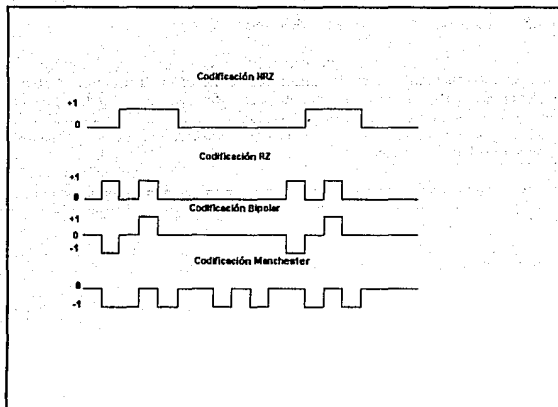 Codificación NRZ
+1
0
Codificación RZ
+1
0
Codificación Bipolar
+1
0
-1
Codificación Manchester
0
-1